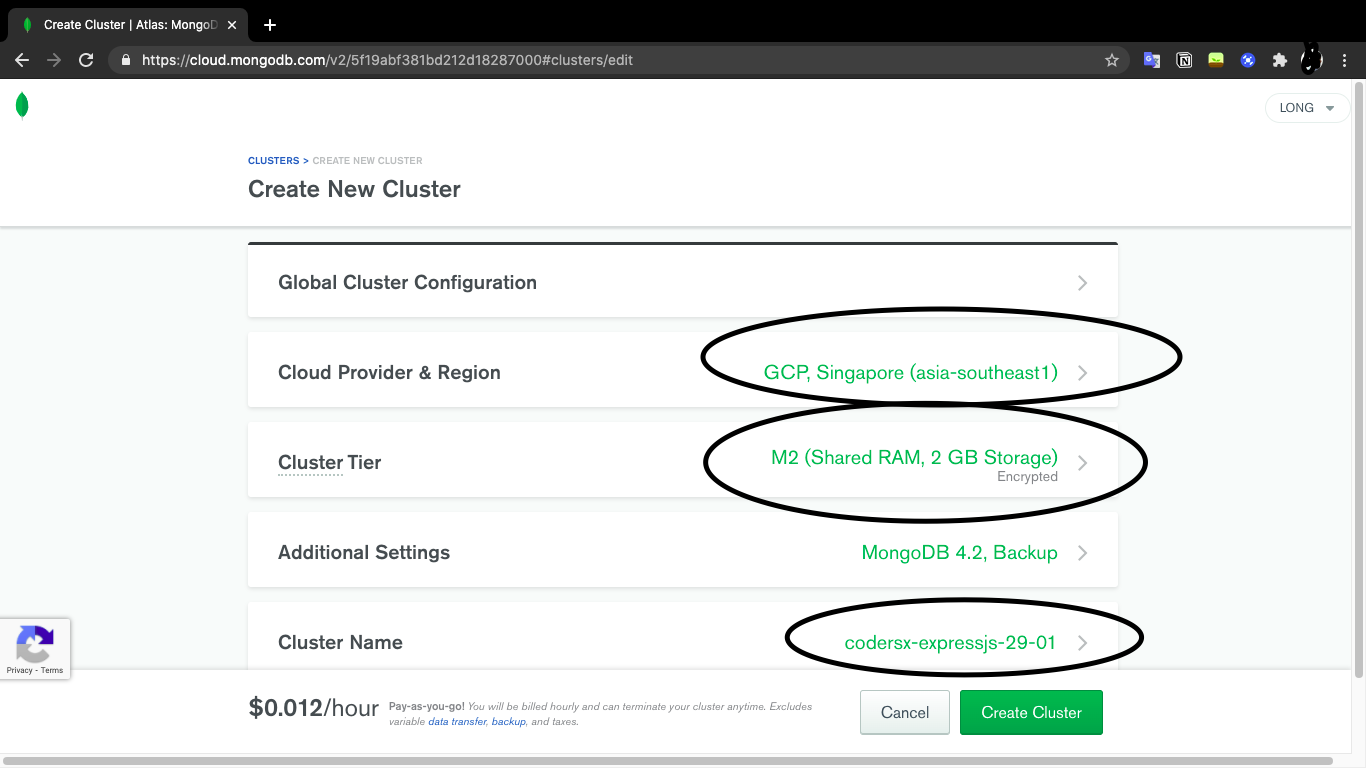 Create Cluster | Atlas: MongoD
https://cloud.mongodb.com/v2/5f19abf381bd212d18287000#clusters/edit
LONG
CLUSTERS > CREATE NEW CLUSTER
Create New Cluster
Global Cluster Configuration
Cloud Provider & Region
GCP, Singapore (asia-southeast1)
Cluster Tier
M2 (Shared RAM, 2 GB Storage)
Encrypted
Additional Settings
MongoDB 4.2, Backup
Cluster Name
codersx-expressjs-29-01
Privacy - Terms
$0.012/hour
Pay-as-you-go! You will be billed hourly and can terminate your cluster anytime. Excludes
variable data transfer, backup, and taxes.
Cancel
Create Cluster